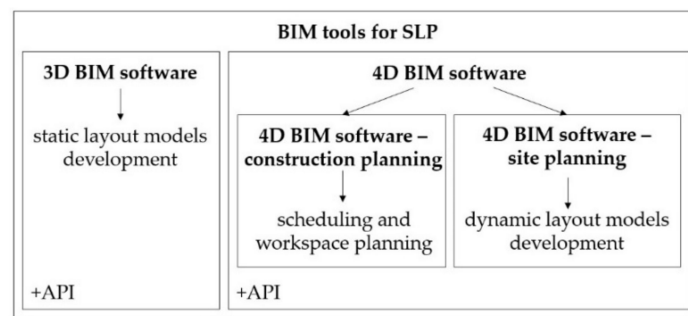 BIM tools for SLP
3D BIM software
static layout models
development
+API
4D BIM software
4D BIM software –
construction planning
scheduling and
workspace planning
4D BIM software –
site planning
dynamic layout models
development
+API